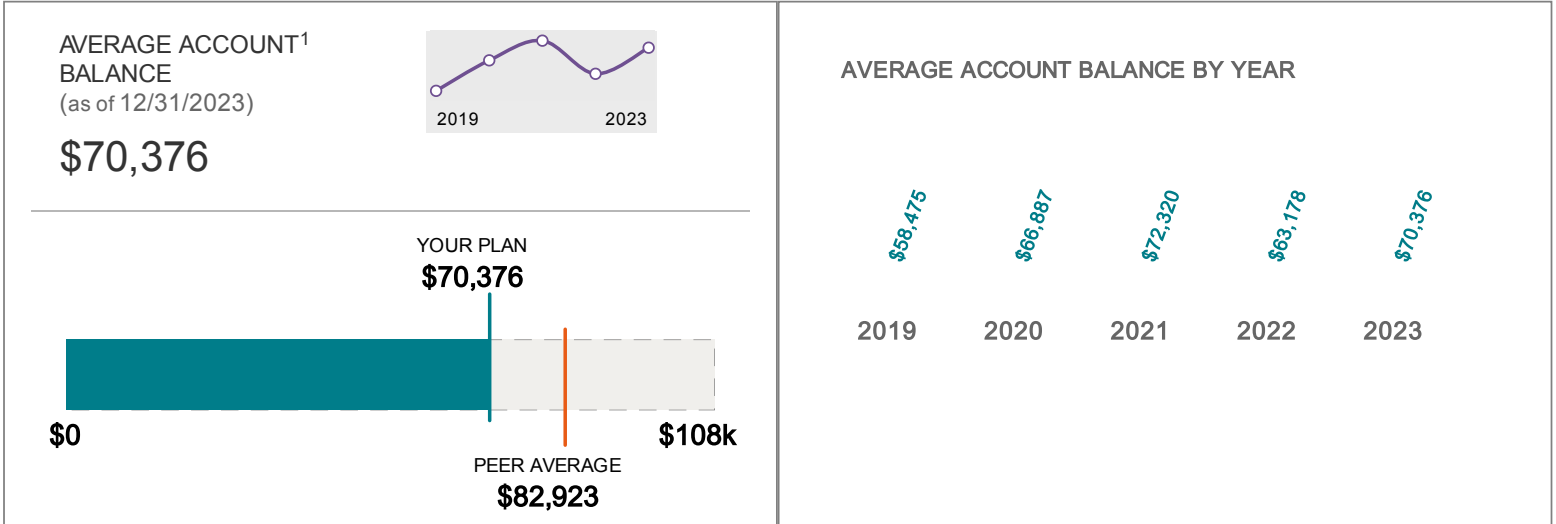 AVERAGE ACCOUNT1
BALANCE
(as of 12/31/2023)
$70,376
2019 2023
YOUR PLAN
$70,376
$0 $108k
PEER AVERAGE
$82,923
AVERAGE ACCOUNT BALANCE BY YEAR
$58,475 $66,887 $72,320 $63,178 $70,376
2019 2020 2021 2022 2023